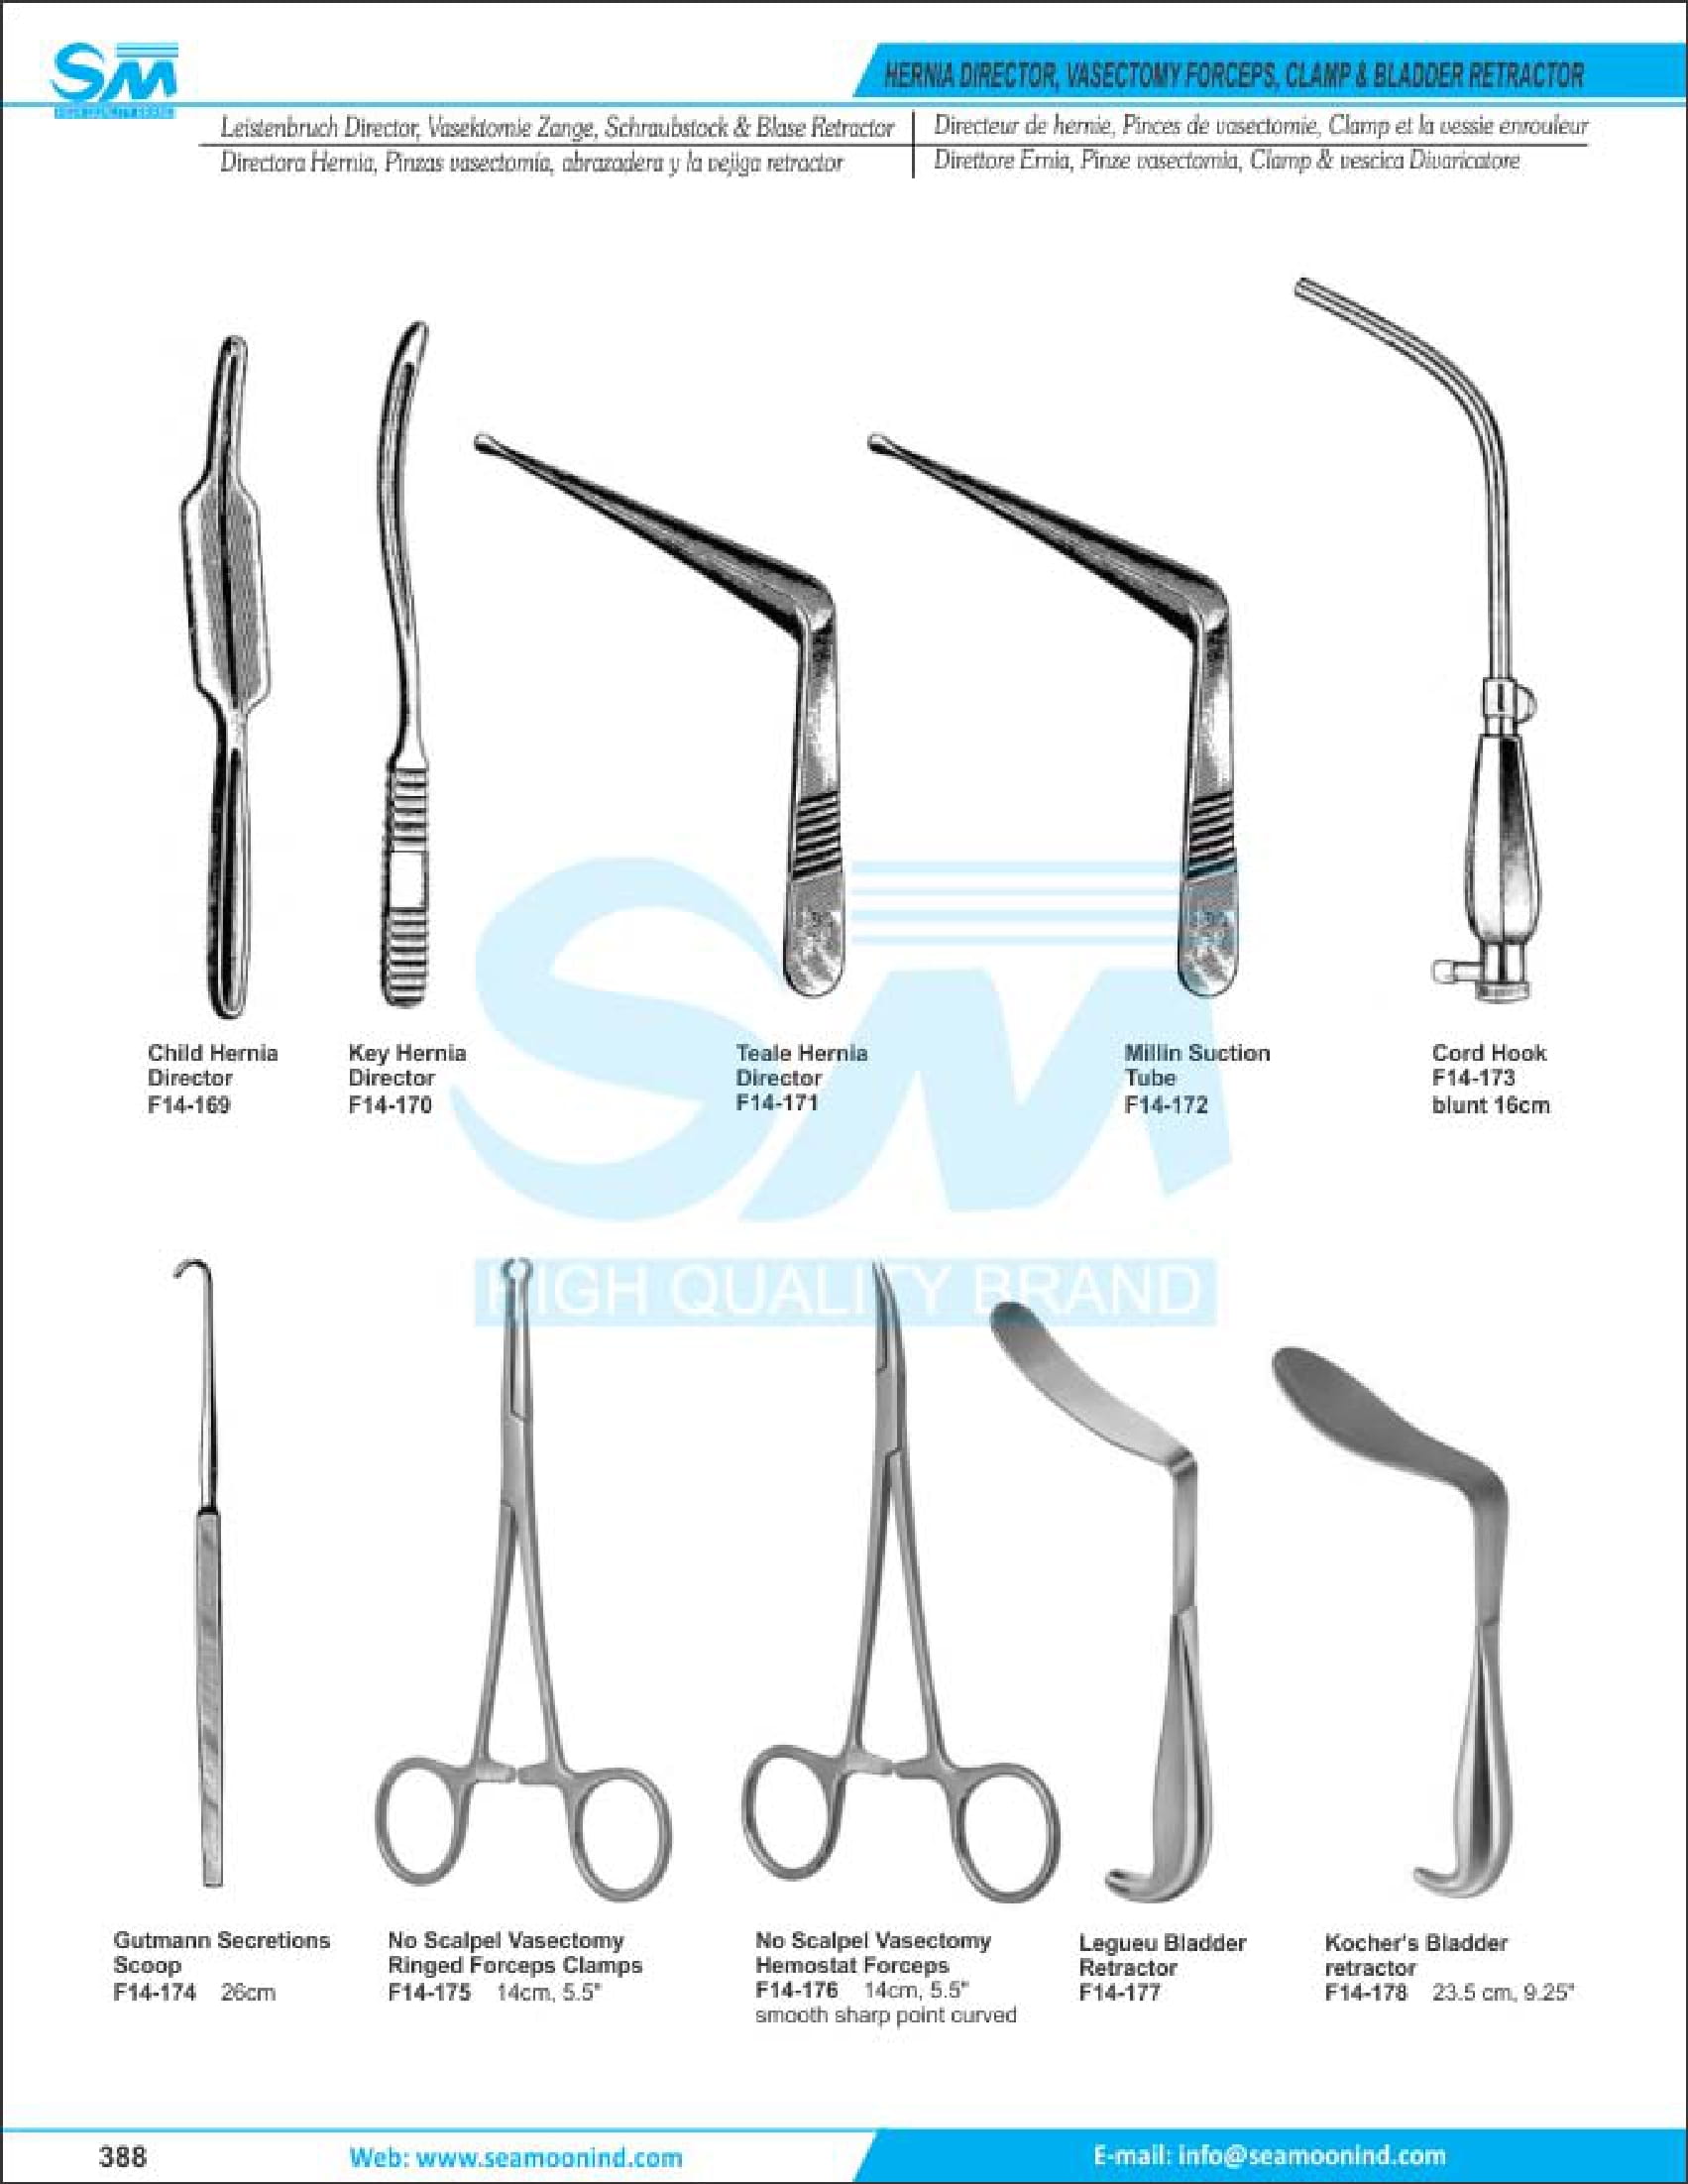 SM
HERNIA DIRECTOR, VASECTOMY FORCEPS, CLAMP & BLADDER RETRACTOR
Leistenbruch Director, Vasektomie Zange, Schraubstock & Blase Retractor
Directora Hernia, Pinzas vasectomía, abrazadera y la vejiga retractor
Directeur de hernie, Pinces de vasectomie, Clamp et la vessie enrouleur
Direttore Ernia, Pinze vasectomia, Clamp & vescica Divaricatore
Child Hernia
Director
F14-169
Key Hernia
Director
F14-170
Teale Hernia
Director
F14-171
Millin Suction
Tube
F14-172
Cord Hook
F14-173
blunt 16cm
SM
HIGH QUALITY BRAND
Gutmann Secretions
Scoop
F14-174 26cm
No Scalpel Vasectomy
Ringed Forceps Clamps
F14-175 14cm, 5.5"
No Scalpel Vasectomy
Hemostat Forceps
F14-176 14cm, 5.5"
smooth sharp point curved
Legueu Bladder
Retractor
F14-177
Kocher's Bladder
retractor
F14-178 23.5 cm, 9.25"
388
Web: www.seamoonind.com
E-mail: info@seamoonind.com